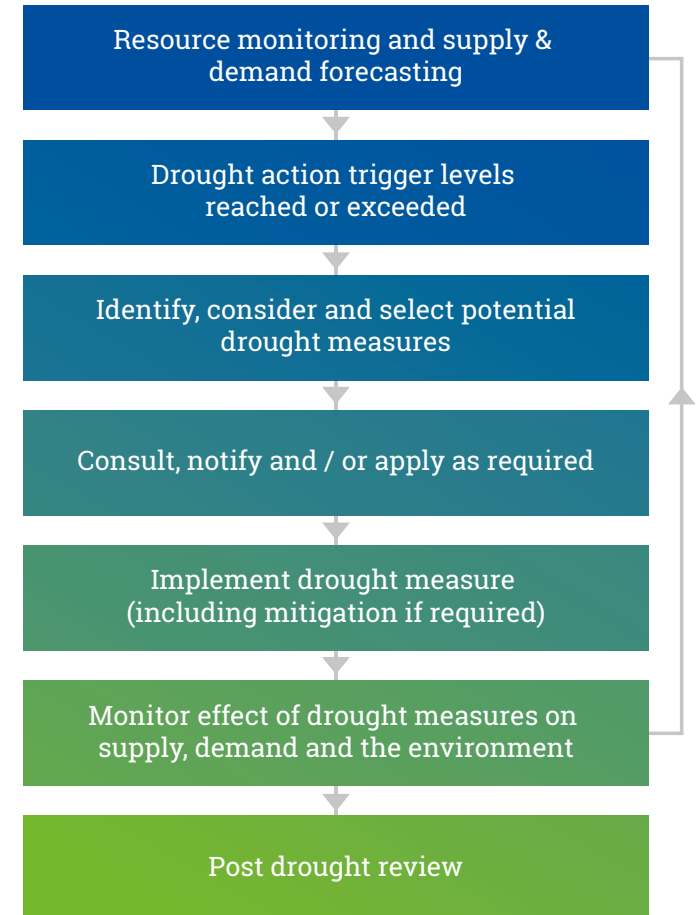 Resource monitoring and supply &
demand forecasting
Drought action trigger levels
reached or exceeded
Identify, consider and select potential
drought measures
Consult, notify and / or apply as required
Implement drought measure
(including mitigation if required)
Monitor effect of drought measures on
supply, demand and the environment
Post drought review